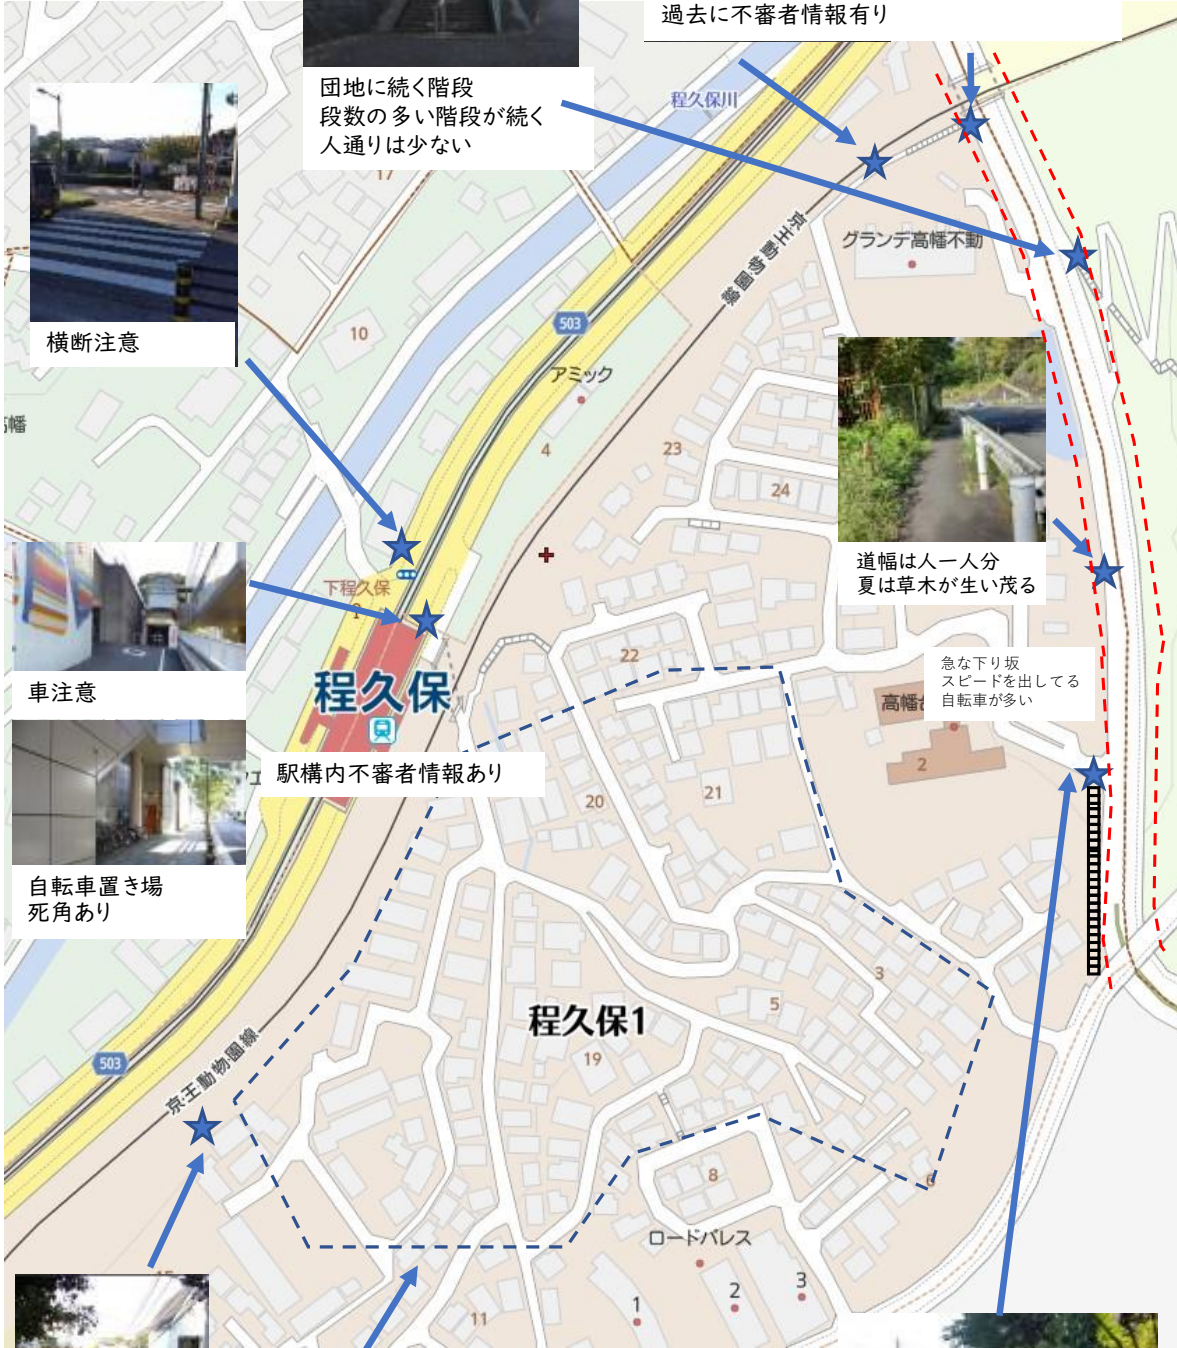 過去に不審者情報有り
団地に続く階段
段数の多い階段が続く
人通りは少ない
程久保川
17
京王動物園線
グランデ高幡不動
横断注意
10
503
アミック
幡
4
23
24
道幅は人一人分
夏は草木が生い茂る
下程久保
車注意
程久保
22
急な下り坂
スピードを出してる
自転車が多い
高幡台
2
駅構内不審者情報あり
20
21
自転車置き場
死角あり
3
5
程久保1
19
503
京王動物園線
8
6
ロードパレス
1
2
3
11